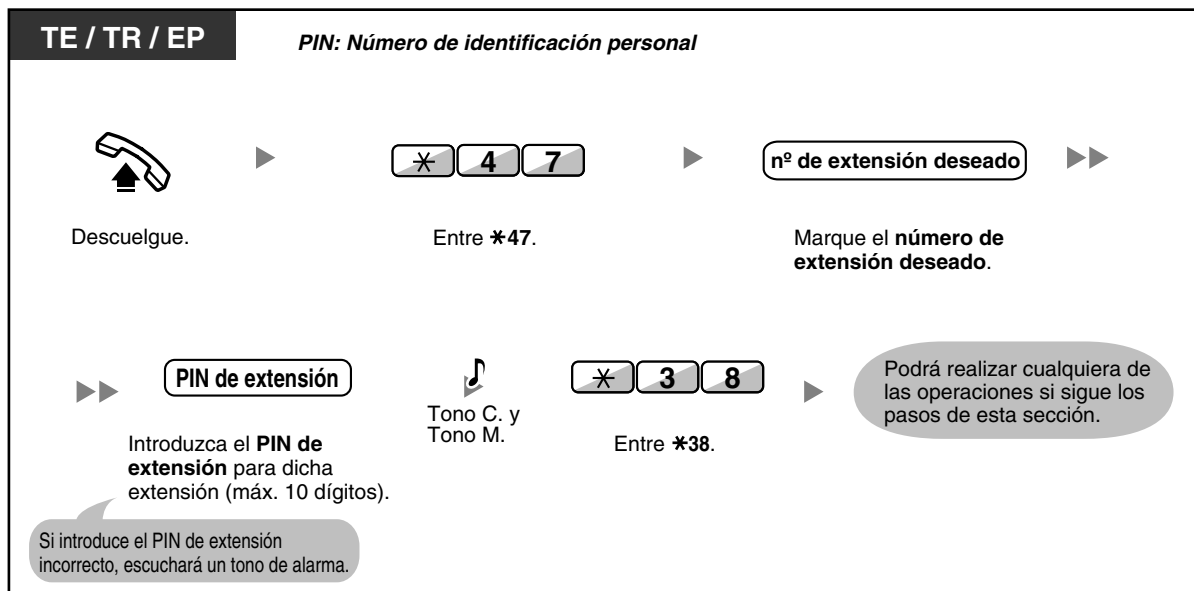 TE / TR / EP
PIN: Número de identificación personal
✳ 4 7
nº de extensión deseado
Descuelgue.
Entre ✳47.
Marque el número de
extensión deseado.
PIN de extensión
✳ 3 8
Tono C. y
Tono M.
Podrá realizar cualquiera de
las operaciones si sigue los
pasos de esta sección.
Introduzca el PIN de
extensión para dicha
extensión (máx. 10 dígitos).
Entre ✳38.
Si introduce el PIN de extensión
incorrecto, escuchará un tono de alarma.